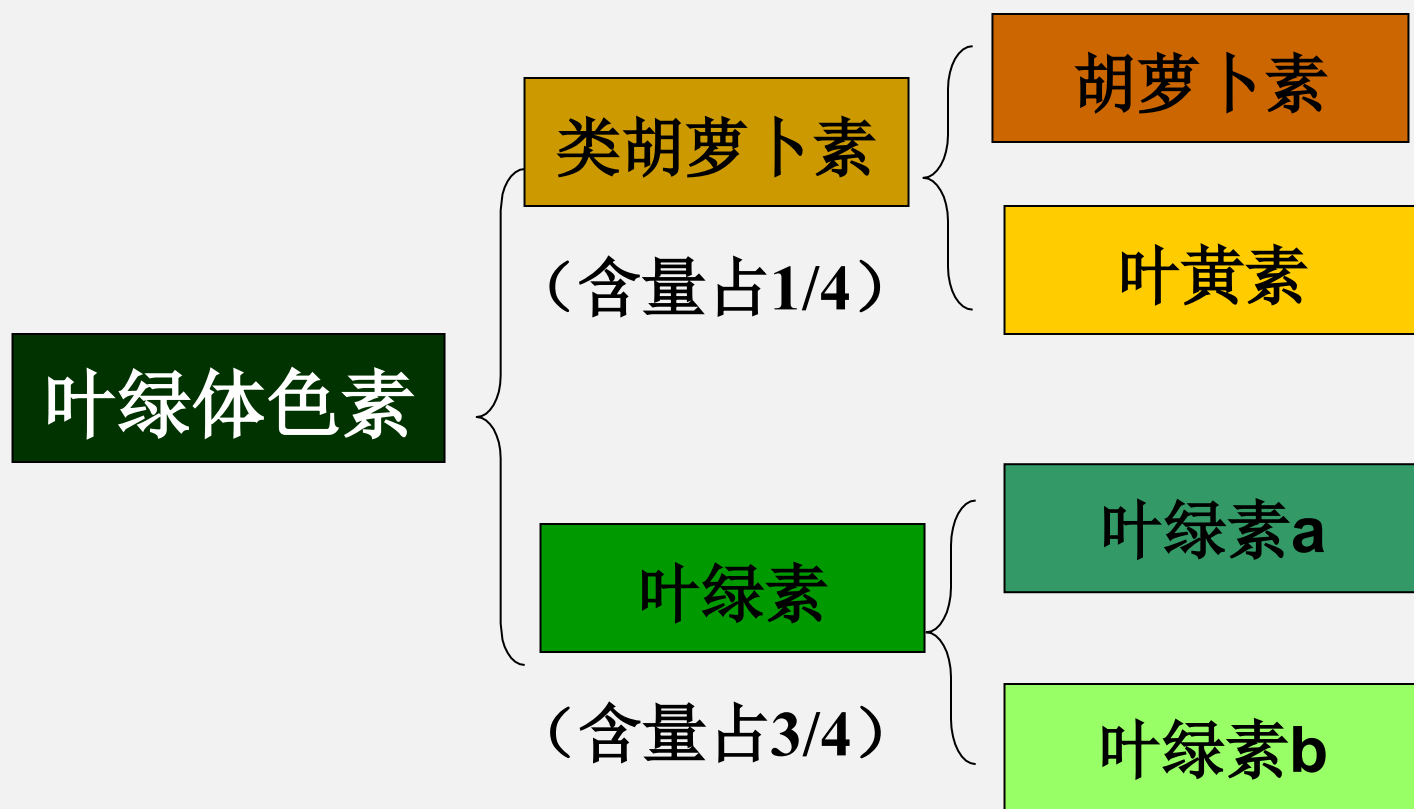 胡萝卜素
类胡萝卜素
叶黄素
（含量占1/4）
叶绿体色素
叶绿素a
叶绿素
（含量占3/4）
叶绿素b